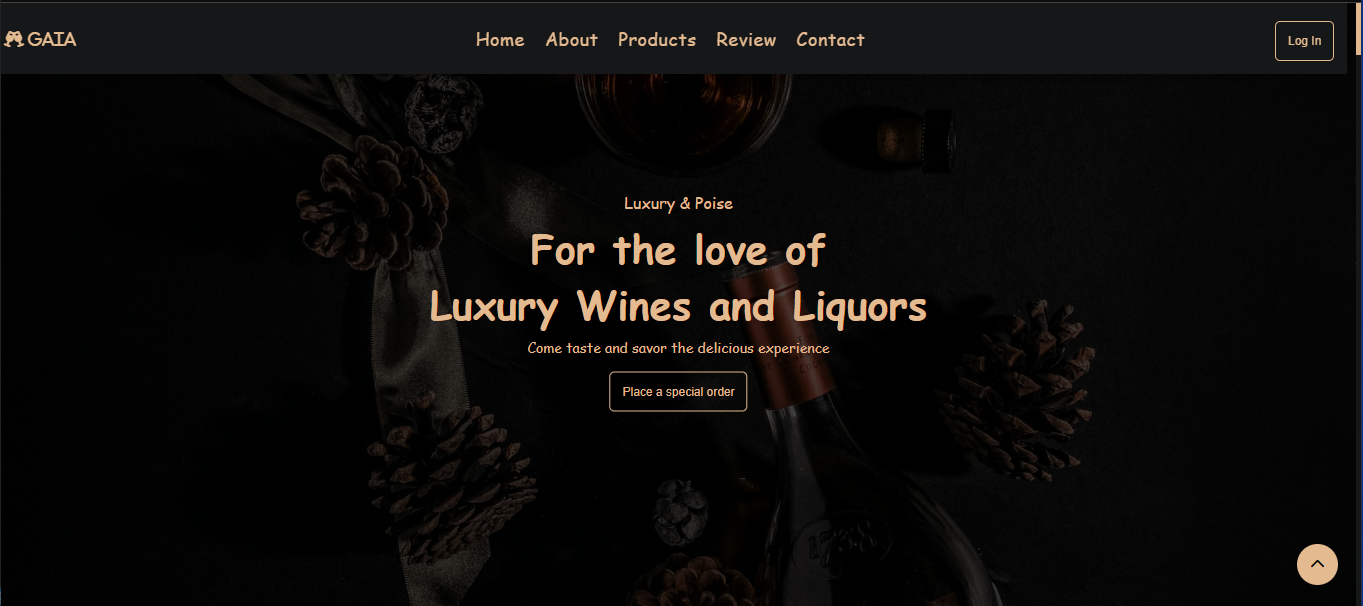 GAIA
Home About Products Review Contact
Log In
Luxury & Poise
For the love of
Luxury Wines and Liquors
Come taste and savor the delicious experience
Place a special order
1738